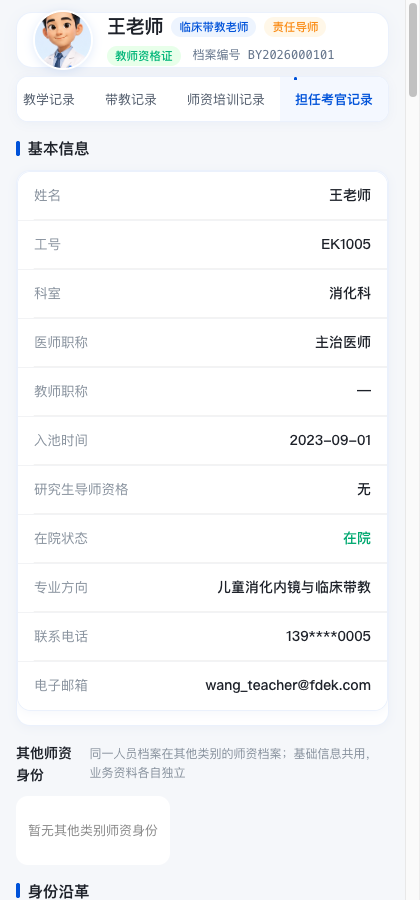 王老师 临床带教老师 责任导师
教师资格证 档案编号 BY2026000101
教学记录 带教记录 师资培训记录 担任考官记录
基本信息
姓名 王老师
工号 EK1005
科室 消化科
医师职称 主治医师
教师职称 —
入池时间 2023-09-01
研究生导师资格 无
在院状态 在院
专业方向 儿童消化内镜与临床带教
联系电话 139****0005
电子邮箱 wang_teacher@fdek.com
其他师资身份
同一人员档案在其他类别的师资档案；基础信息共用，
业务资料各自独立
暂无其他类别师资身份
身份沿革